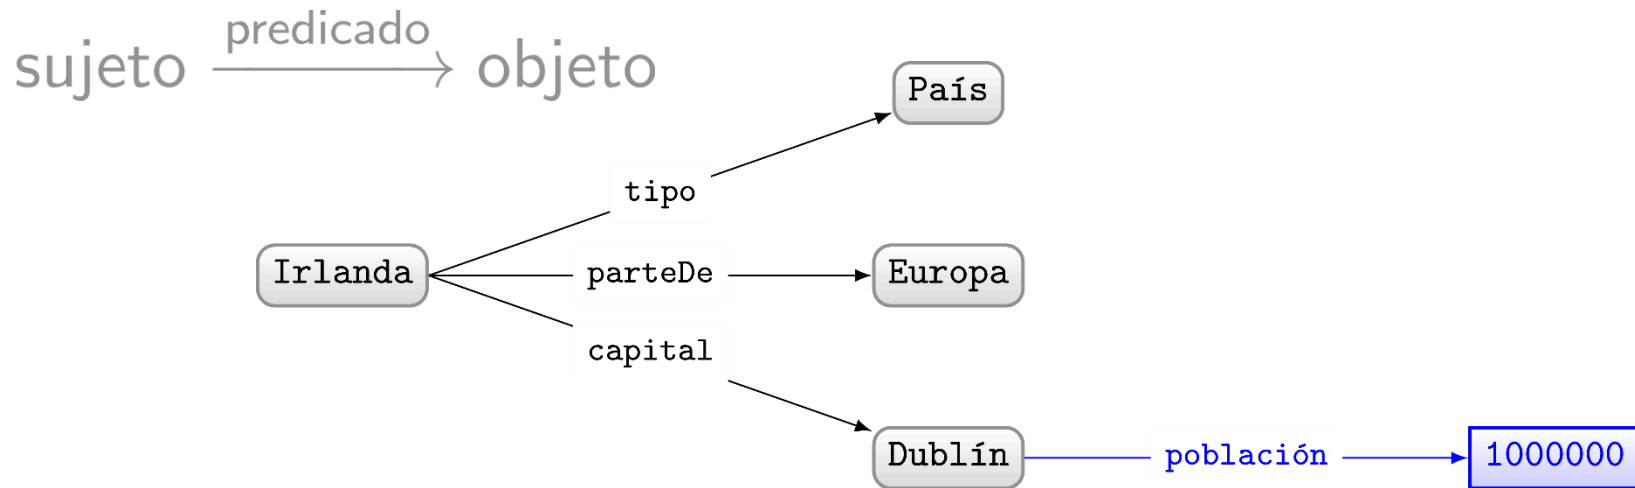 predicado
sujeto objeto
País
tipo
Irlanda parteDe Europa
capital
Dublín población 1000000